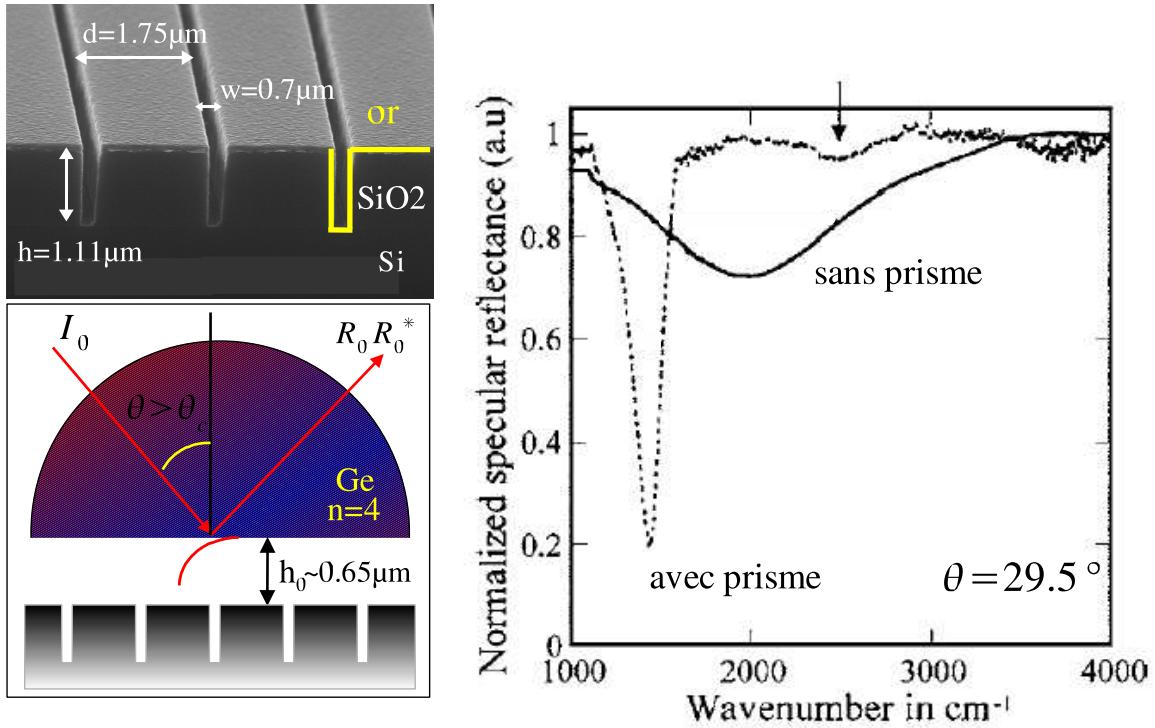 d=1.75μm
w=0.7μm
or
SiO2
h=1.11μm
Si
I₀
R₀ R₀*
θ > θc
Ge
n=4
h₀~0.65μm
Normalized specular reflectance (a.u)
1
0.8
0.6
0.4
0.2
0
sans prisme
avec prisme
θ=29.5°
1000 2000 3000 4000
Wavenumber in cm⁻¹